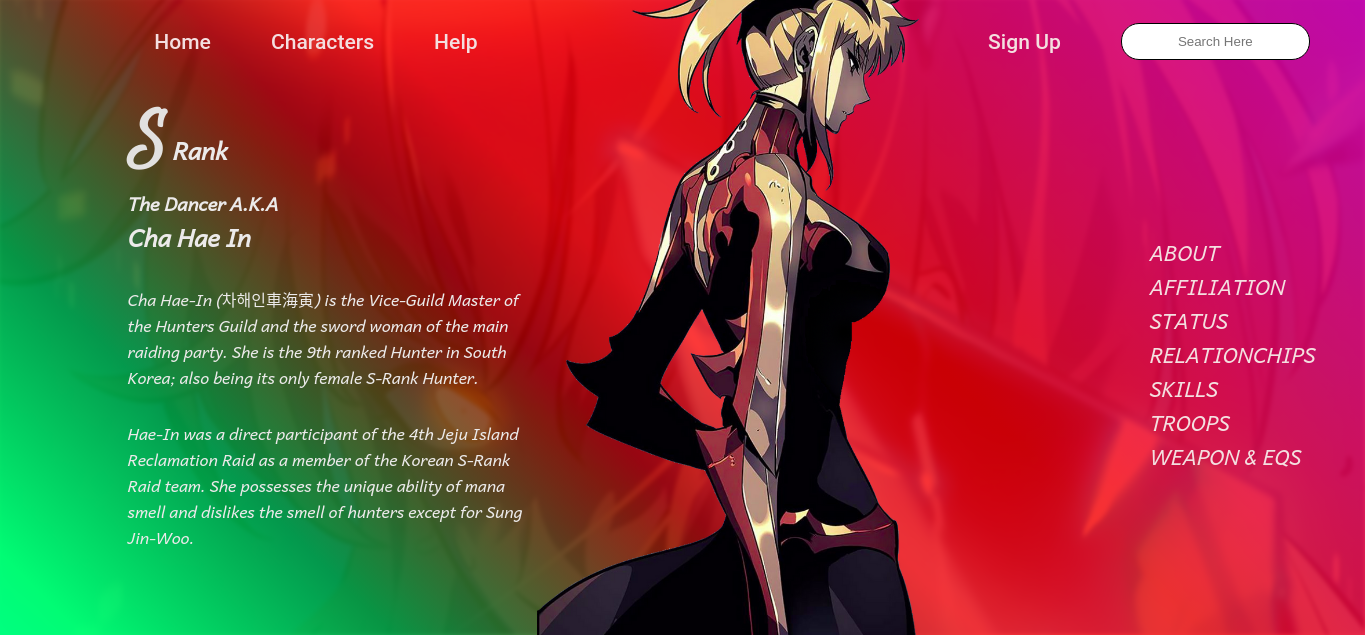 Home Characters Help Sign Up Search Here
S Rank
The Dancer A.K.A
Cha Hae In
Cha Hae-In (차해인車海寅) is the Vice-Guild Master of
the Hunters Guild and the sword woman of the main
raiding party. She is the 9th ranked Hunter in South
Korea; also being its only female S-Rank Hunter.
Hae-In was a direct participant of the 4th Jeju Island
Reclamation Raid as a member of the Korean S-Rank
Raid team. She possesses the unique ability of mana
smell and dislikes the smell of hunters except for Sung
Jin-Woo.
ABOUT
AFFILIATION
STATUS
RELATIONCHIPS
SKILLS
TROOPS
WEAPON & EQS